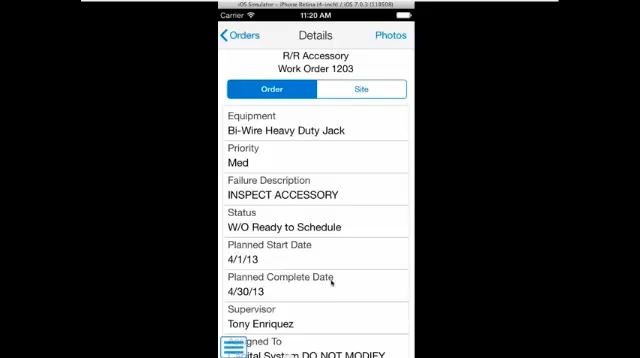 iOS Simulator - iPhone Retina (4-inch) / iOS 7.0.3 (11B508)
Carrier 11:20 AM
Orders Details Photos
R/R Accessory
Work Order 1203
Order Site
Equipment
Bi-Wire Heavy Duty Jack
Priority
Med
Failure Description
INSPECT ACCESSORY
Status
W/O Ready to Schedule
Planned Start Date
4/1/13
Planned Complete Date
4/30/13
Supervisor
Tony Enriquez
Assigned To
System DO NOT MODIFY